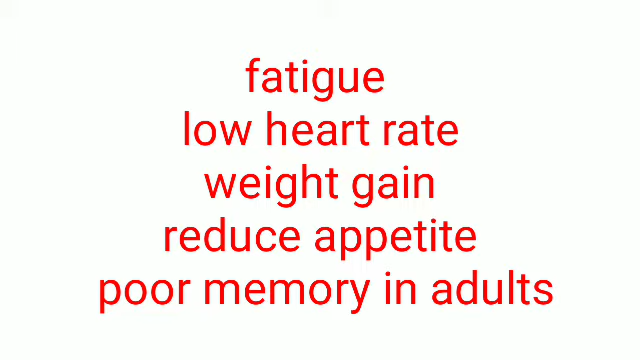 fatigue
low heart rate
weight gain
reduce appetite
poor memory in adults